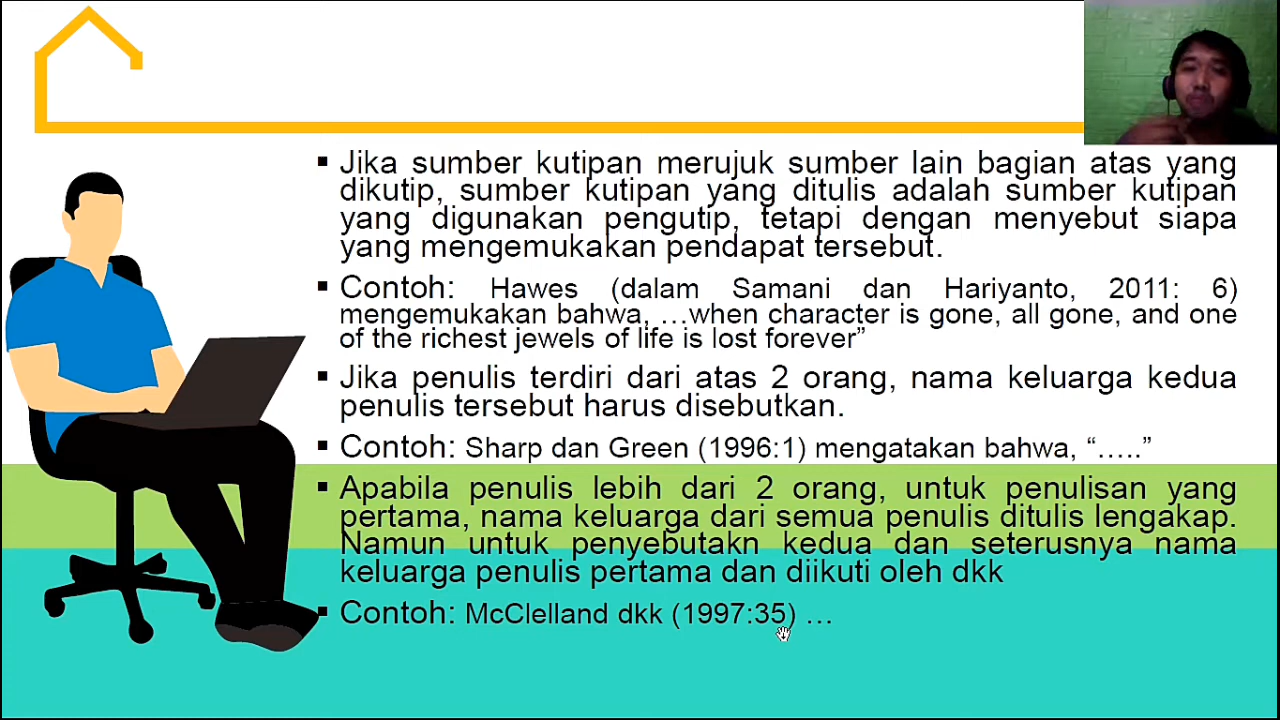 ▪ Jika sumber kutipan merujuk sumber lain bagian atas yang
dikutip, sumber kutipan yang ditulis adalah sumber kutipan
yang digunakan pengutip, tetapi dengan menyebut siapa
yang mengemukakan pendapat tersebut.
▪ Contoh: Hawes (dalam Samani dan Hariyanto, 2011: 6)
mengemukakan bahwa, …when character is gone, all gone, and one
of the richest jewels of life is lost forever”
▪ Jika penulis terdiri dari atas 2 orang, nama keluarga kedua
penulis tersebut harus disebutkan.
▪ Contoh: Sharp dan Green (1996:1) mengatakan bahwa, “…..”
▪ Apabila penulis lebih dari 2 orang, untuk penulisan yang
pertama, nama keluarga dari semua penulis ditulis lengakap.
Namun untuk penyebutakn kedua dan seterusnya nama
keluarga penulis pertama dan diikuti oleh dkk
▪ Contoh: McClelland dkk (1997:35) …